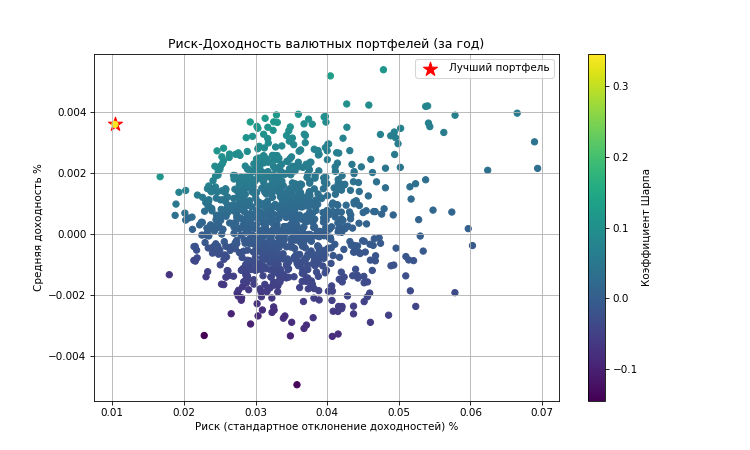 Риск-Доходность валютных портфелей (за год)
Лучший портфель
0.004
0.002
0.000
−0.002
−0.004
Средняя доходность %
0.01 0.02 0.03 0.04 0.05 0.06 0.07
Риск (стандартное отклонение доходностей) %
0.3
0.2
0.1
0.0
−0.1
Коэффициент Шарпа